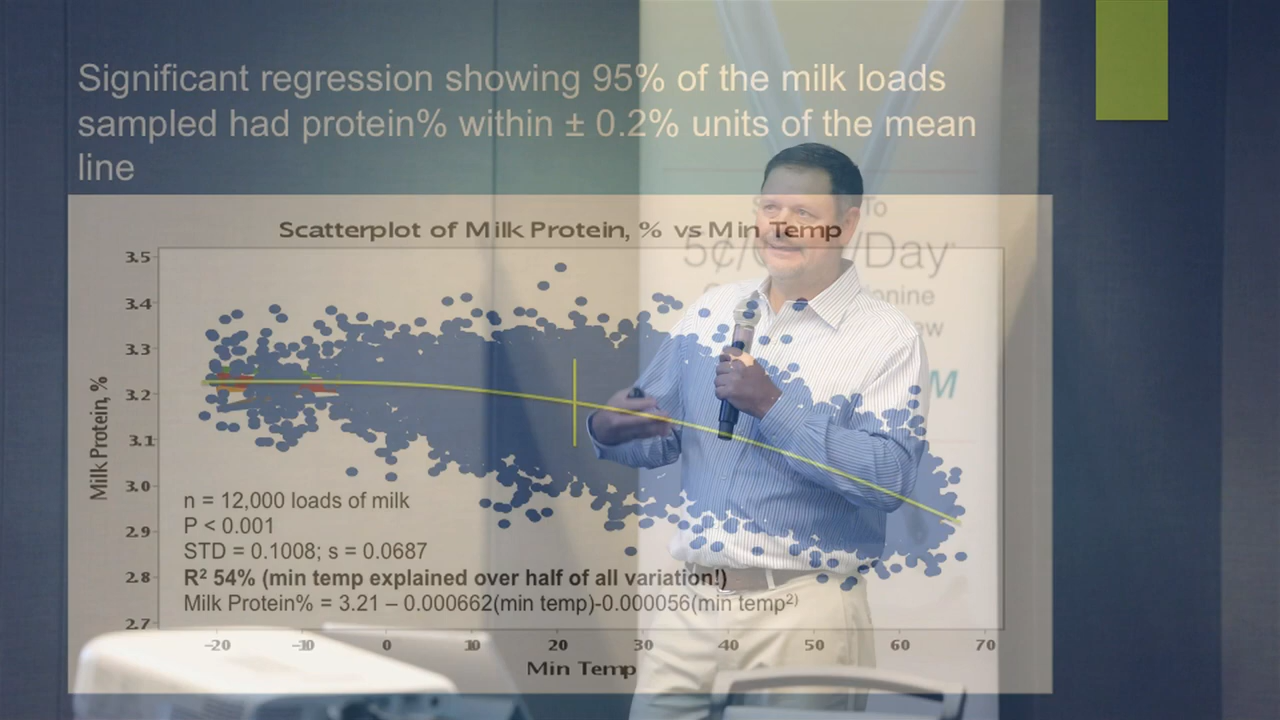 Significant regression showing 95% of the milk loads
sampled had protein% within ± 0.2% units of the mean
line
To
5¢/ /Day
Scatterplot of Milk Protein, % vs Min Temp
Milk Protein, %
3.5
3.4
3.3
3.2
3.1
3.0
2.9
2.8
2.7
n = 12,000 loads of milk
P < 0.001
STD = 0.1008; s = 0.0687
R² 54% (min temp explained over half of all variation!)
Milk Protein% = 3.21 – 0.000662(min temp)-0.000056(min temp²⁾
-20 -10 0 10 20 30 40 50 60 70
Min Temp